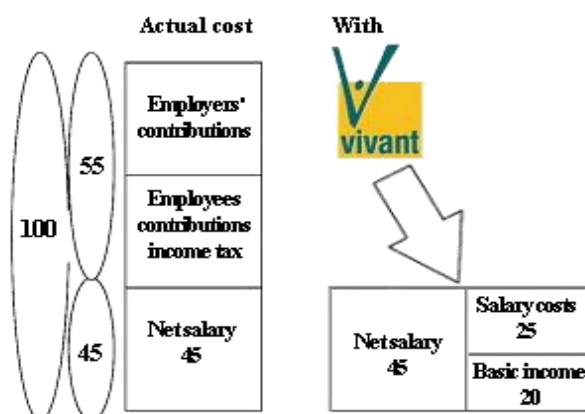 Actual cost
With
Employers'
contributions
vivant
55
Employees
contributions
income tax
100
Net salary
45
45
Net salary
45
Salary costs
25
Basic income
20